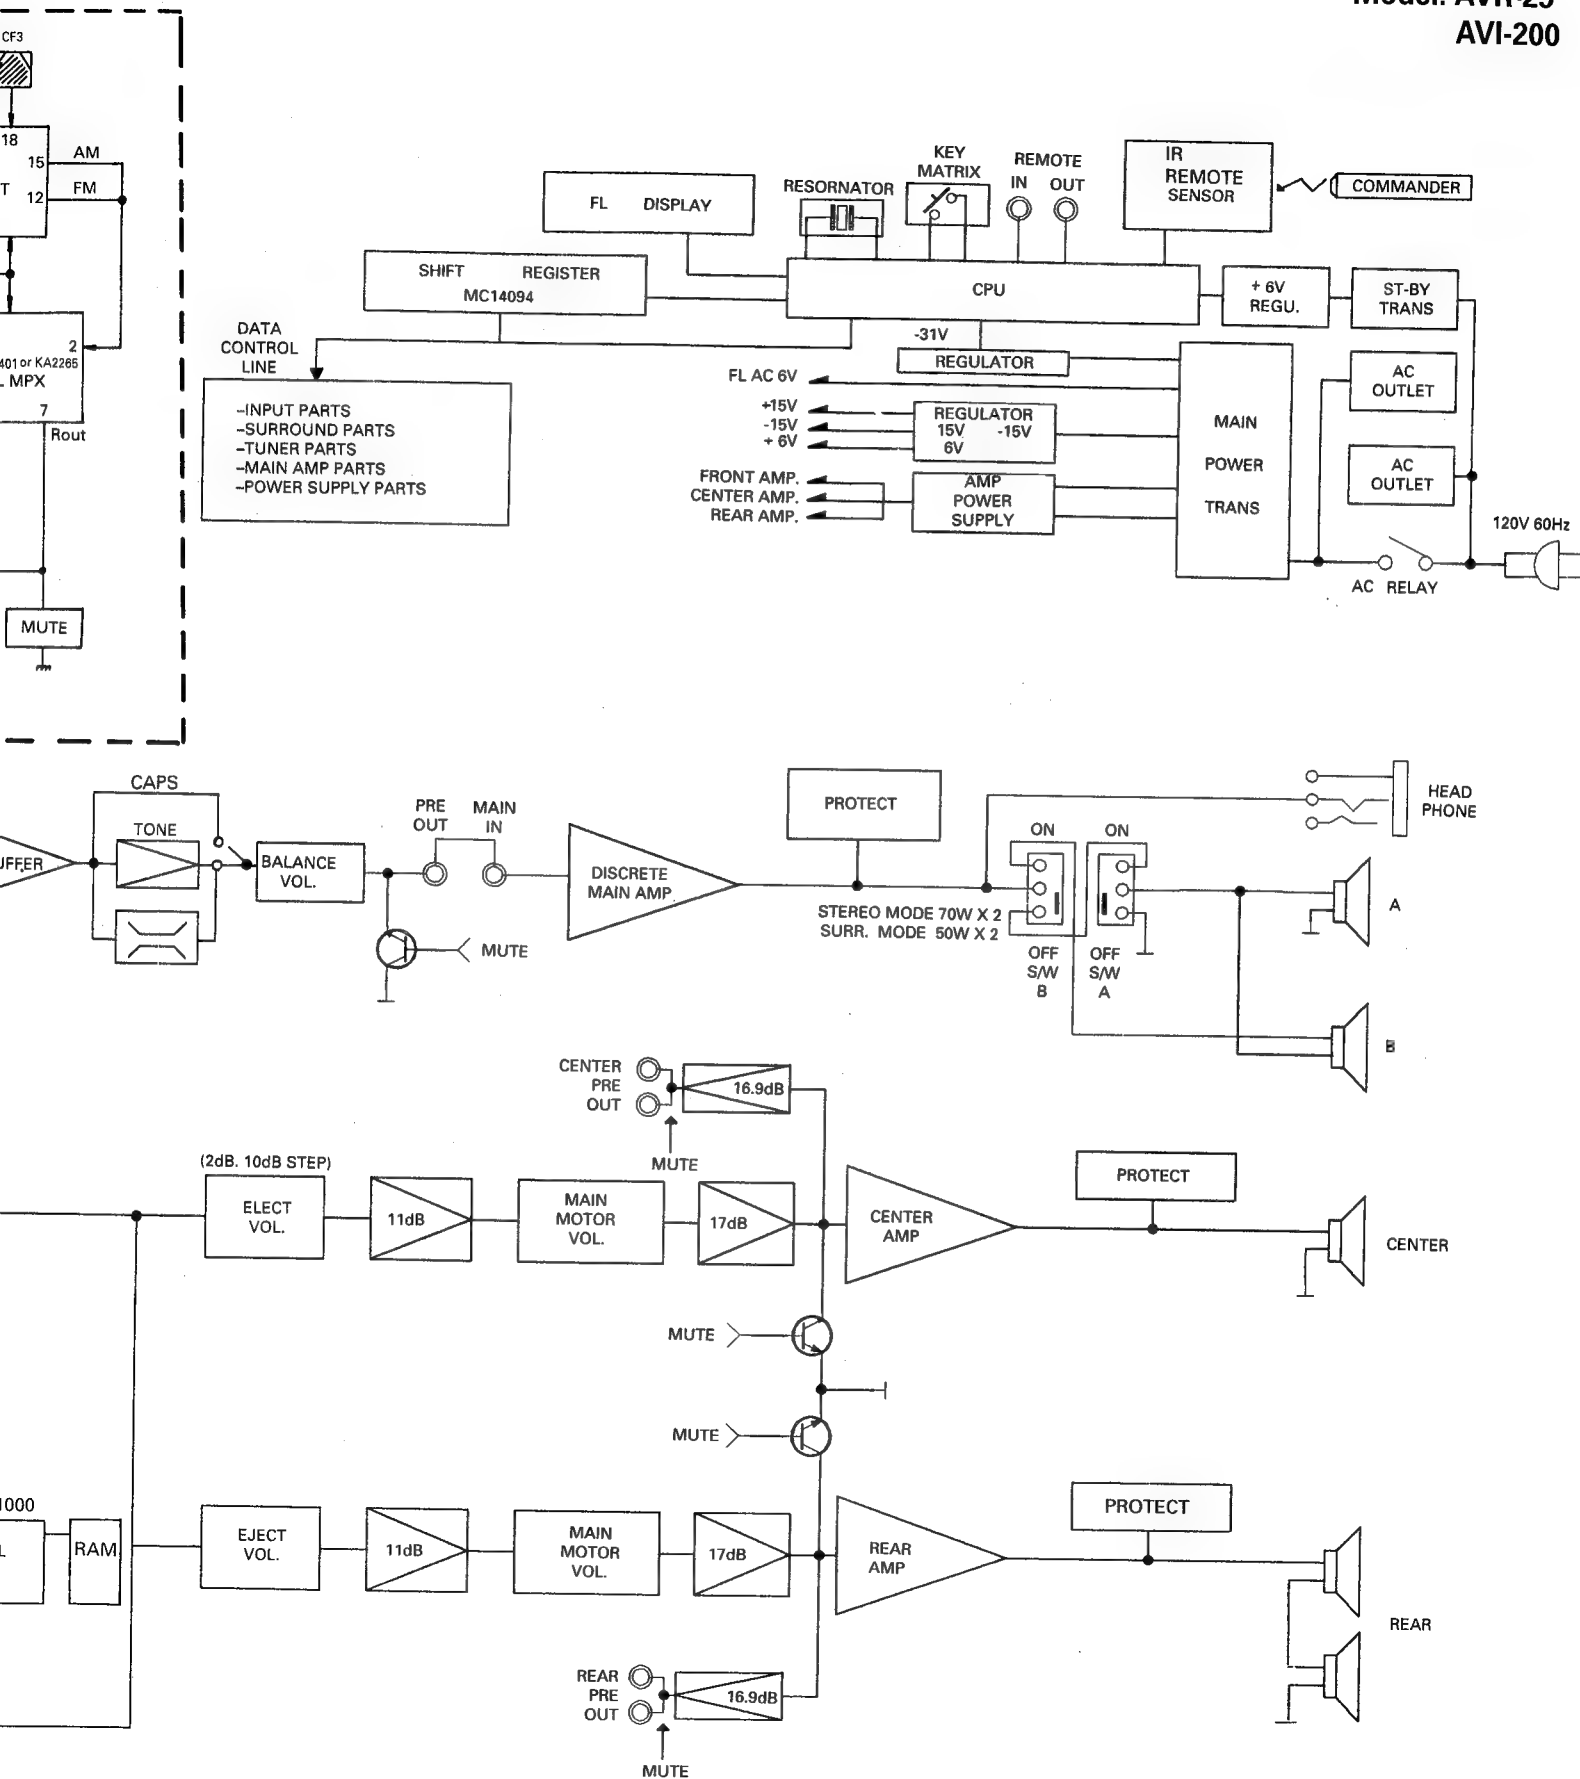 Model: AVR-25
AVI-200
CF3
18
15
AM
T
12
FM
2
401 or KA2265
L MPX
7
Rout
MUTE
FL DISPLAY
RESORNATOR
KEY
MATRIX
REMOTE
IN
OUT
IR
REMOTE
SENSOR
COMMANDER
SHIFT REGISTER
MC14094
CPU
+ 6V
REGU.
ST-BY
TRANS
DATA
CONTROL
LINE
-31V
REGULATOR
-INPUT PARTS
-SURROUND PARTS
-TUNER PARTS
-MAIN AMP PARTS
-POWER SUPPLY PARTS
FL AC 6V
+15V
-15V
+ 6V
REGULATOR
15V -15V
6V
FRONT AMP.
CENTER AMP.
REAR AMP.
AMP
POWER
SUPPLY
MAIN
POWER
TRANS
AC
OUTLET
AC
OUTLET
120V 60Hz
AC RELAY
UFFER
CAPS
TONE
BALANCE
VOL.
PRE
OUT
MAIN
IN
MUTE
DISCRETE
MAIN AMP
PROTECT
STEREO MODE 70W X 2
SURR. MODE 50W X 2
ON
ON
OFF
S/W
B
OFF
S/W
A
HEAD
PHONE
A
B
CENTER
PRE
OUT
16.9dB
MUTE
(2dB. 10dB STEP)
ELECT
VOL.
11dB
MAIN
MOTOR
VOL.
17dB
CENTER
AMP
PROTECT
CENTER
MUTE
MUTE
1000
L
RAM
EJECT
VOL.
11dB
MAIN
MOTOR
VOL.
17dB
REAR
AMP
PROTECT
REAR
REAR
PRE
OUT
16.9dB
MUTE